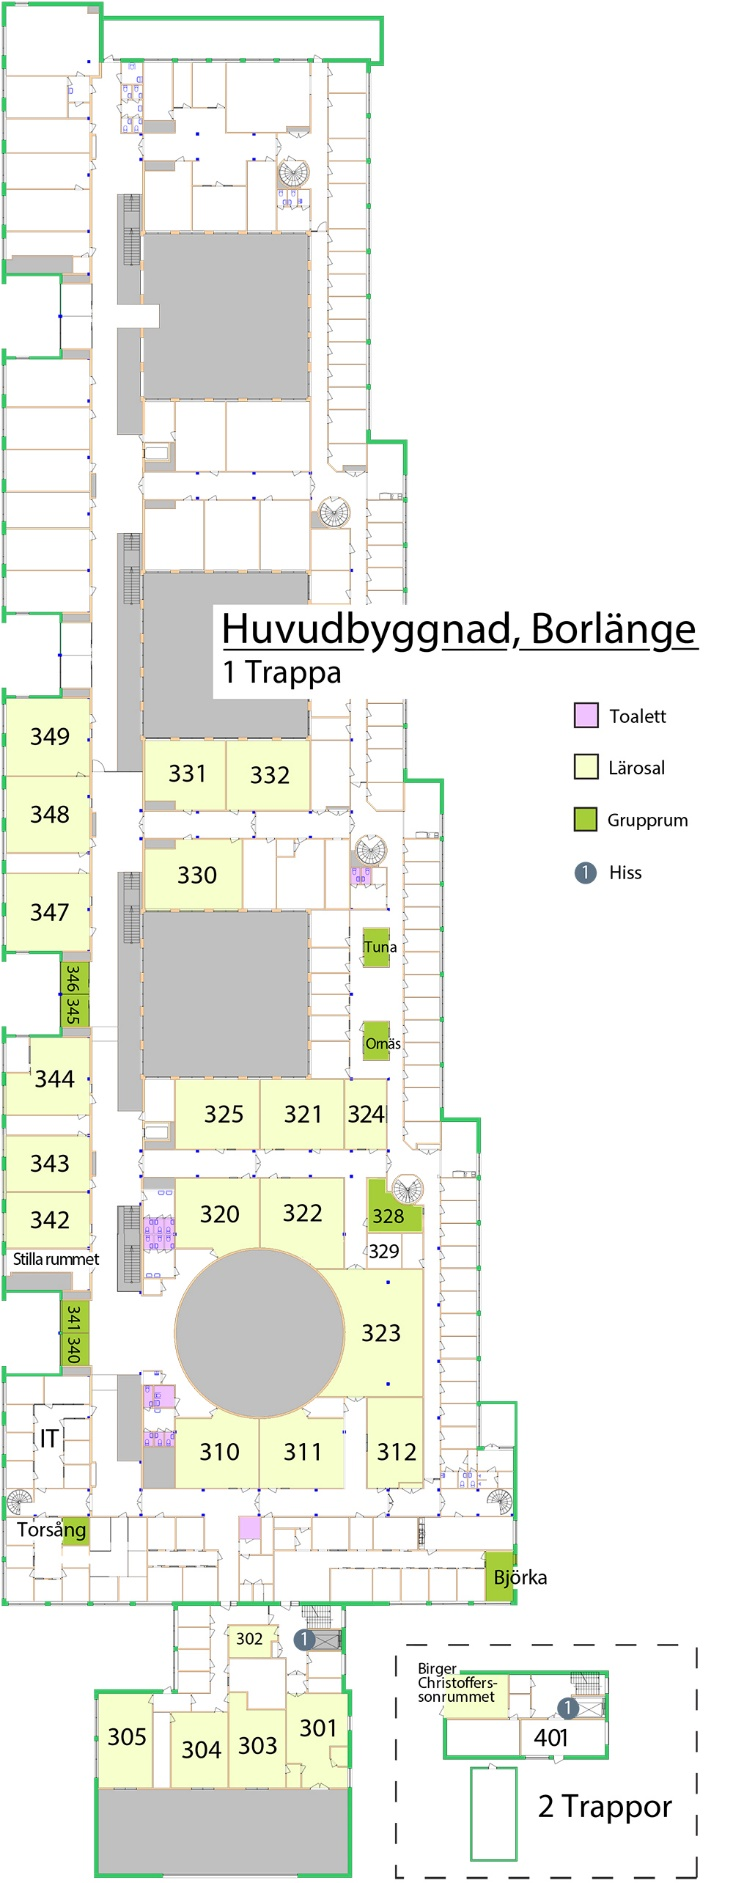 Huvudbyggnad, Borlänge
1 Trappa
Toalett
Lärosal
Grupprum
1 Hiss
349
331
332
348
330
347
Tuna
346
345
Ornäs
344
325
321
324
343
320
322
328
342
329
Stilla rummet
341
340
323
IT
310
311
312
Torsång
Björka
302
1
305
304
303
301
Birger
Christoffers-
sonrummet
1
401
2 Trappor